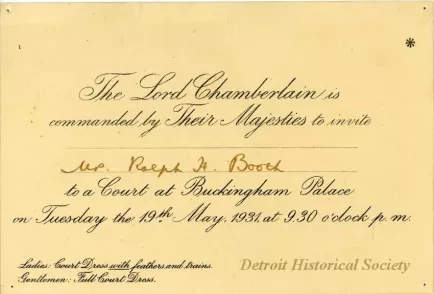 *
The Lord Chamberlain is
commanded by Their Majesties to invite
Mr. Ralph H. Booth
to a Court at Buckingham Palace
on Tuesday the 19th May, 1931, at 9.30 o'clock p.m.
Ladies: Court Dress with feathers and trains.
Gentlemen: Full Court Dress.
Detroit Historical Society